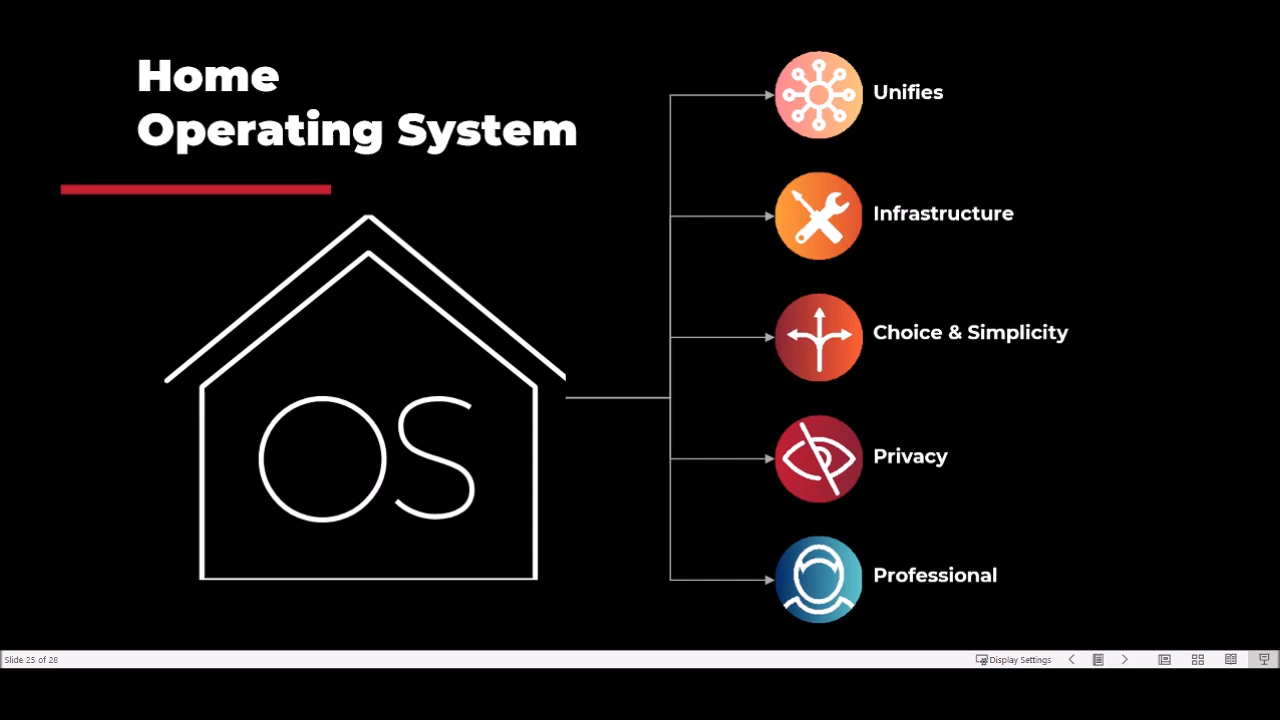 Home
Operating System
OS
Unifies
Infrastructure
Choice & Simplicity
Privacy
Professional
Slide 25 of 28
Display Settings